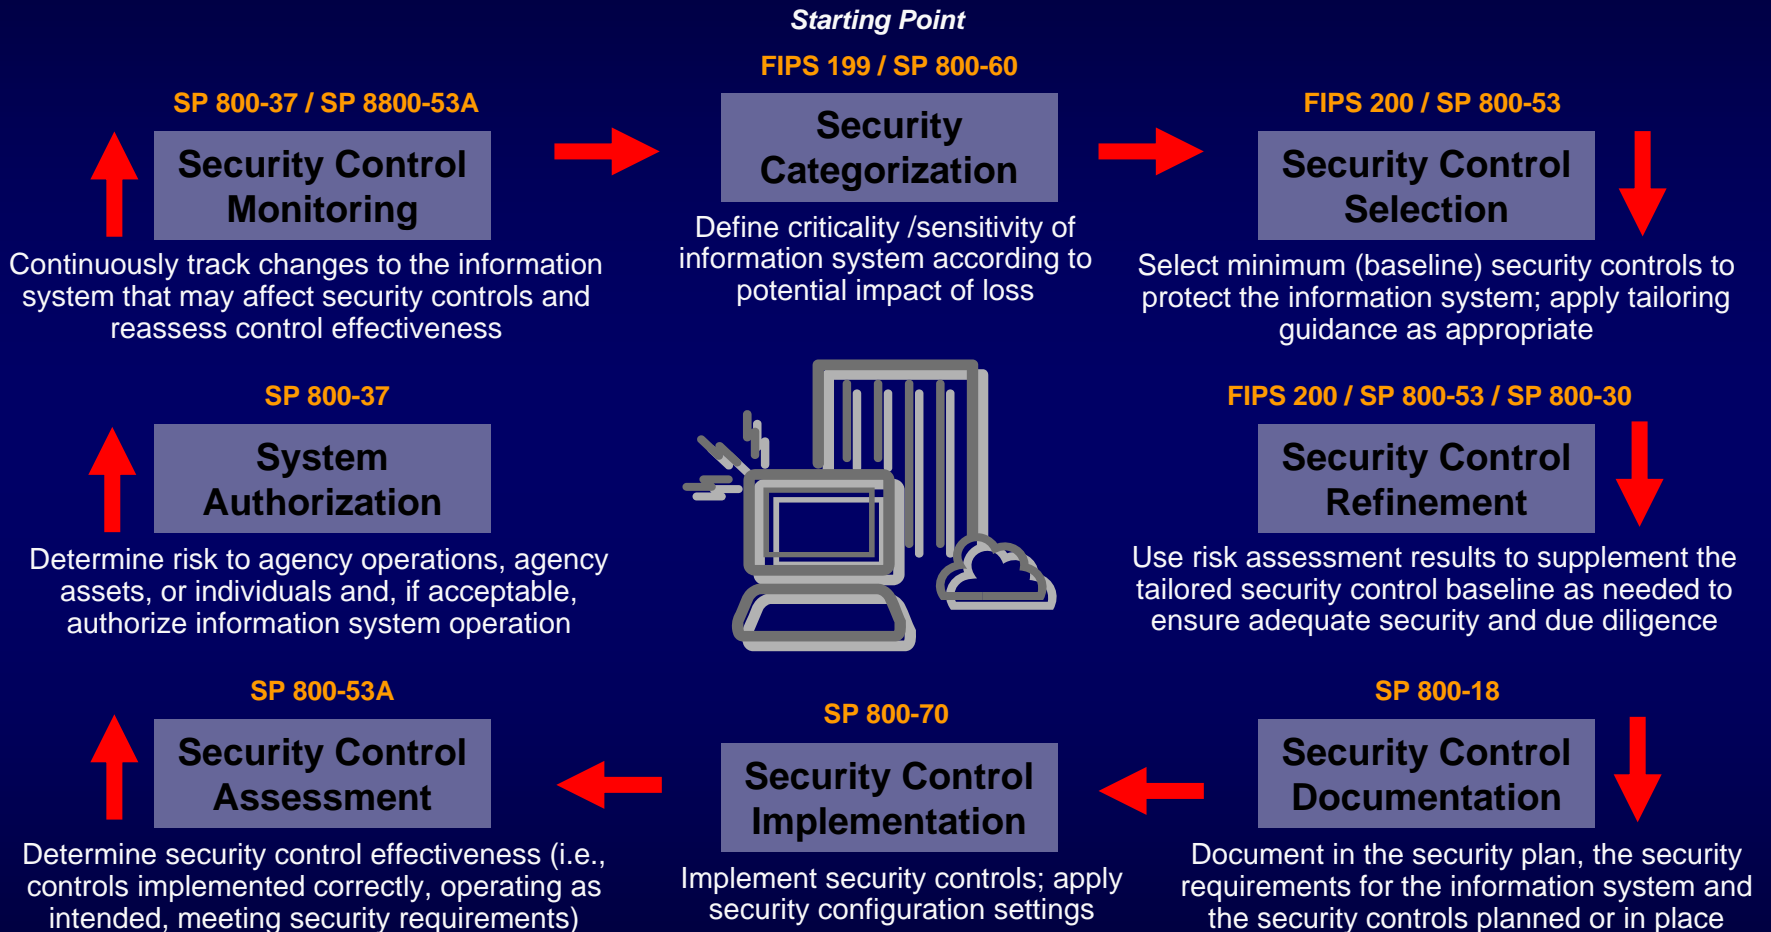 Starting Point
FIPS 199 / SP 800-60
Security
Categorization
Define criticality /sensitivity of
information system according to
potential impact of loss
FIPS 200 / SP 800-53
Security Control
Selection
Select minimum (baseline) security controls to
protect the information system; apply tailoring
guidance as appropriate
FIPS 200 / SP 800-53 / SP 800-30
Security Control
Refinement
Use risk assessment results to supplement the
tailored security control baseline as needed to
ensure adequate security and due diligence
SP 800-18
Security Control
Documentation
Document in the security plan, the security
requirements for the information system and
the security controls planned or in place
SP 800-70
Security Control
Implementation
Implement security controls; apply
security configuration settings
SP 800-53A
Security Control
Assessment
Determine security control effectiveness (i.e.,
controls implemented correctly, operating as
intended, meeting security requirements)
SP 800-37
System
Authorization
Determine risk to agency operations, agency
assets, or individuals and, if acceptable,
authorize information system operation
SP 800-37 / SP 8800-53A
Security Control
Monitoring
Continuously track changes to the information
system that may affect security controls and
reassess control effectiveness